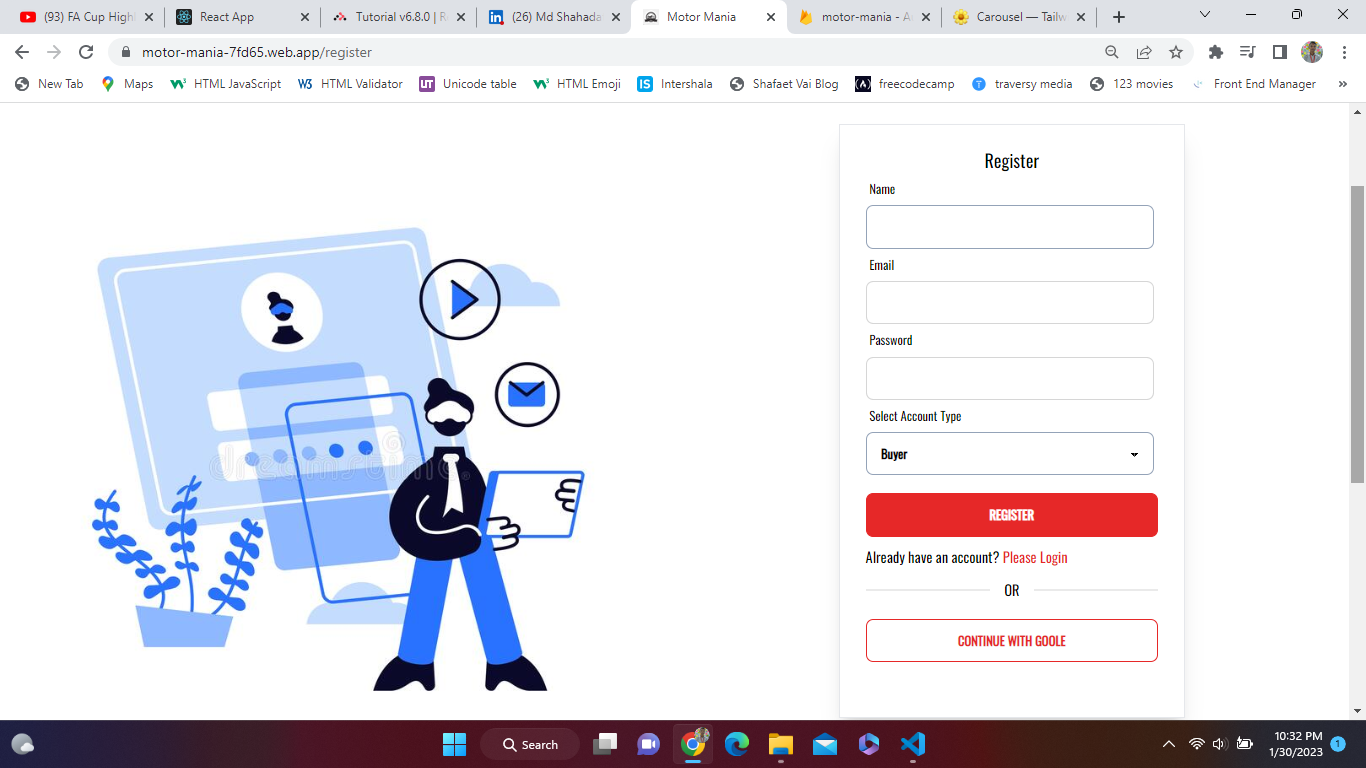 (93) FA Cup High
React App
Tutorial v6.8.0 | R
(26) Md Shahada
Motor Mania
motor-mania - A
Carousel — Tailw
motor-mania-7fd65.web.app/register
New Tab
Maps
HTML JavaScript
HTML Validator
Unicode table
HTML Emoji
Intershala
Shafaet Vai Blog
freecodecamp
traversy media
123 movies
Front End Manager
Register
Name
Email
Password
Select Account Type
Buyer
REGISTER
Already have an account? Please Login
OR
CONTINUE WITH GOOLE
dreamstime
Search
10:32 PM
1/30/2023
1